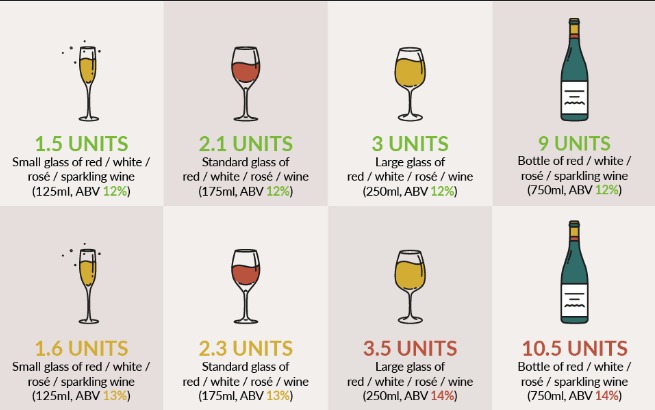 1.5 UNITS
Small glass of red / white /
rosé / sparkling wine
(125ml, ABV 12%)
2.1 UNITS
Standard glass of
red / white / rosé / wine
(175ml, ABV 12%)
3 UNITS
Large glass of
red / white / rosé / wine
(250ml, ABV 12%)
9 UNITS
Bottle of red / white /
rosé / sparkling wine
(750ml, ABV 12%)
1.6 UNITS
Small glass of red / white /
rosé / sparkling wine
(125ml, ABV 13%)
2.3 UNITS
Standard glass of
red / white / rosé / wine
(175ml, ABV 13%)
3.5 UNITS
Large glass of
red / white / rosé / wine
(250ml, ABV 14%)
10.5 UNITS
Bottle of red / white /
rosé / sparkling wine
(750ml, ABV 14%)